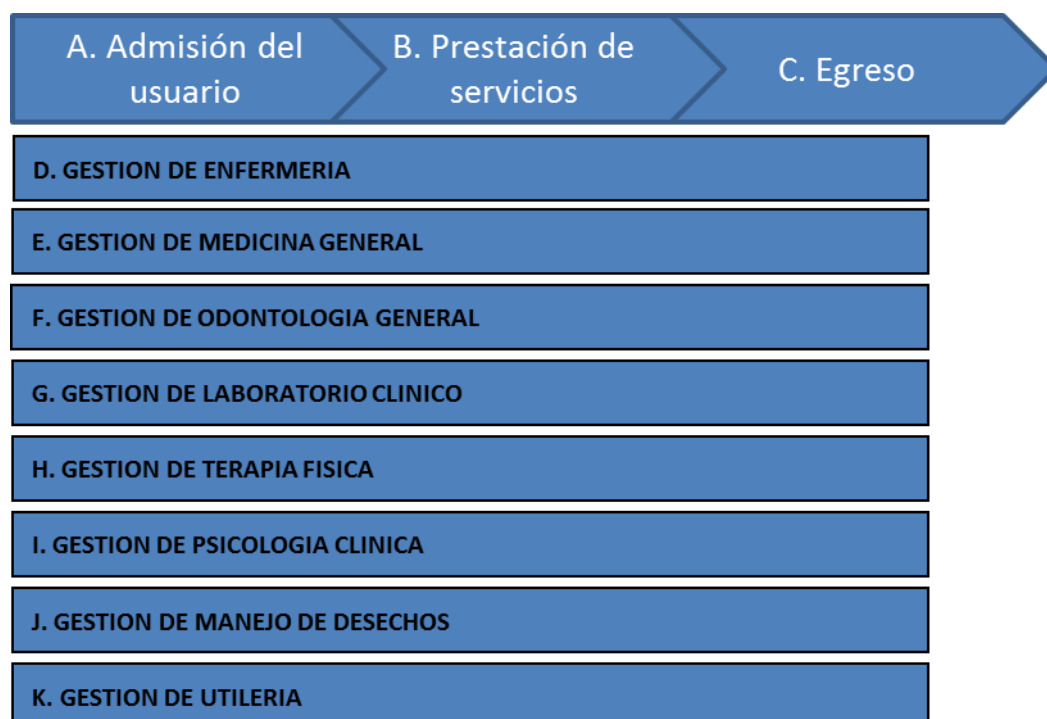 A. Admisión del
usuario
B. Prestación de
servicios
C. Egreso
D. GESTION DE ENFERMERIA
E. GESTION DE MEDICINA GENERAL
F. GESTION DE ODONTOLOGIA GENERAL
G. GESTION DE LABORATORIO CLINICO
H. GESTION DE TERAPIA FISICA
I. GESTION DE PSICOLOGIA CLINICA
J. GESTION DE MANEJO DE DESECHOS
K. GESTION DE UTILERIA